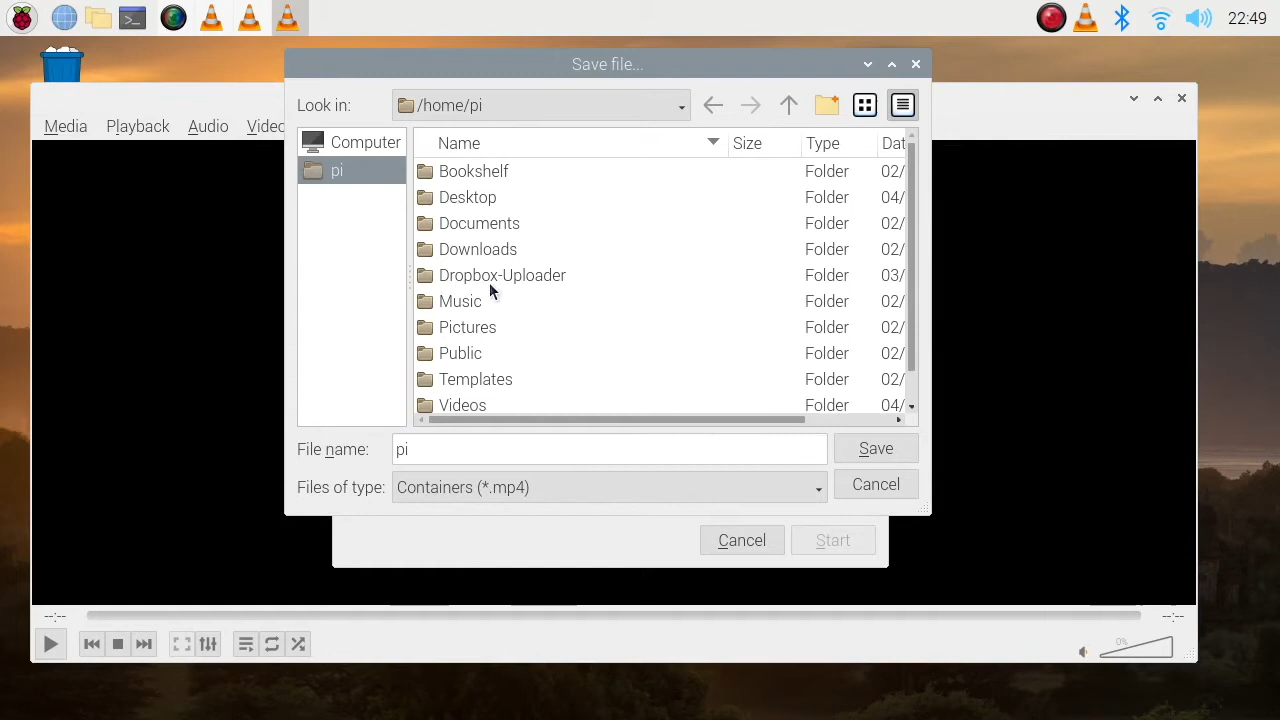 22:49
Save file...
Look in: /home/pi
Media Playback Audio Video
Computer
pi
Name Size Type Dat
Bookshelf Folder 02/
Desktop Folder 04/
Documents Folder 02/
Downloads Folder 02/
Dropbox-Uploader Folder 03/
Music Folder 02/
Pictures Folder 02/
Public Folder 02/
Templates Folder 02/
Videos Folder 04/
File name: pi Save
Files of type: Containers (*.mp4) Cancel
Cancel Start
--:-- --:--
0%